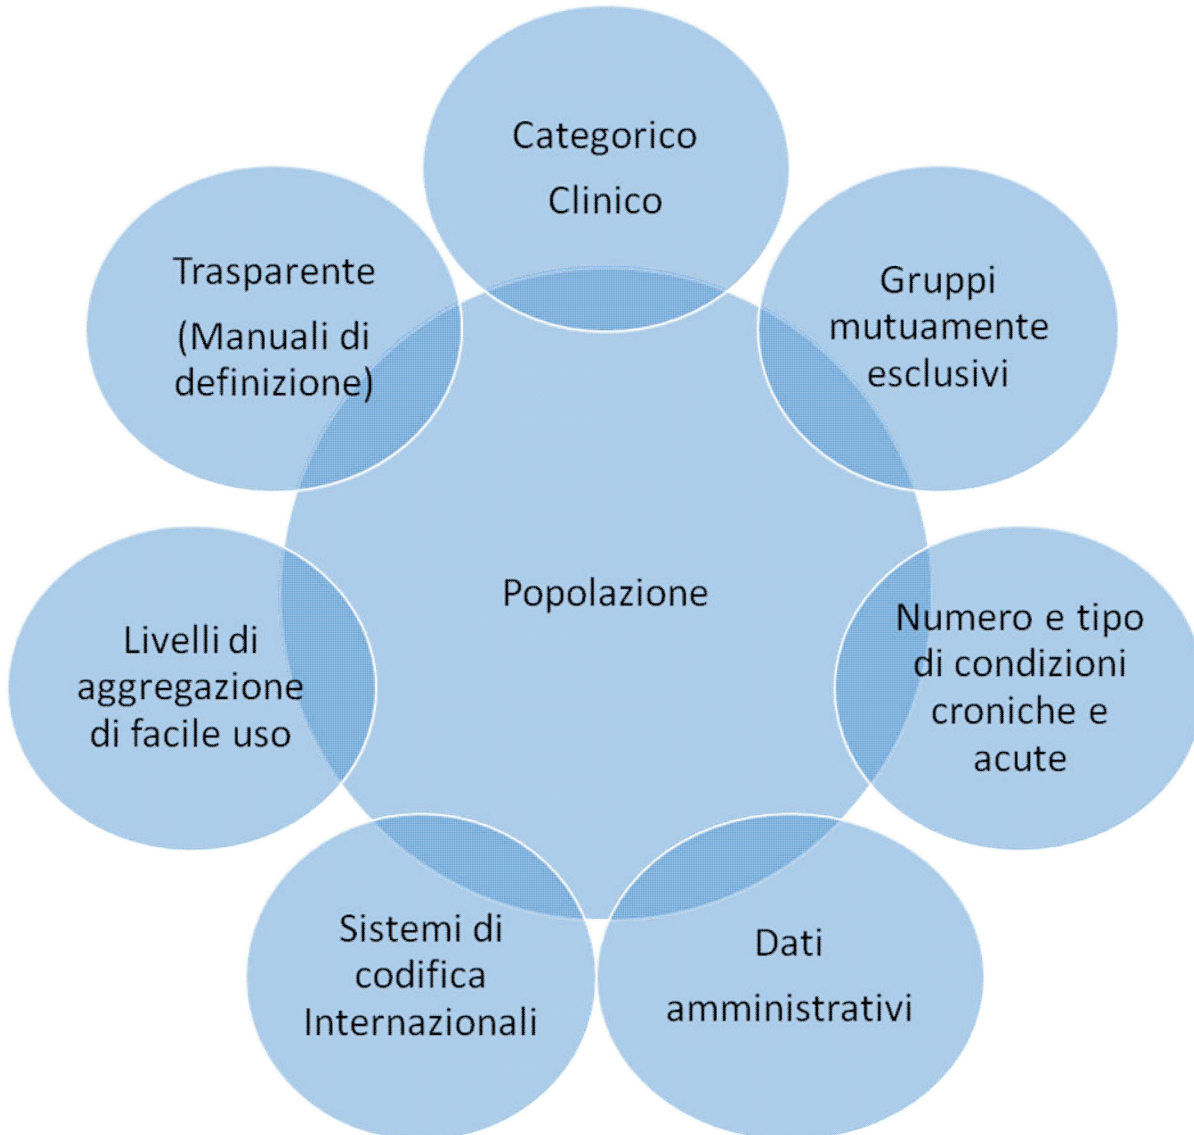 Categorico
Clinico
Gruppi
mutuamente
esclusivi
Numero e tipo
di condizioni
croniche e
acute
Dati
amministrativi
Sistemi di
codifica
Internazionali
Livelli di
aggregazione
di facile uso
Trasparente
(Manuali di
definizione)
Popolazione